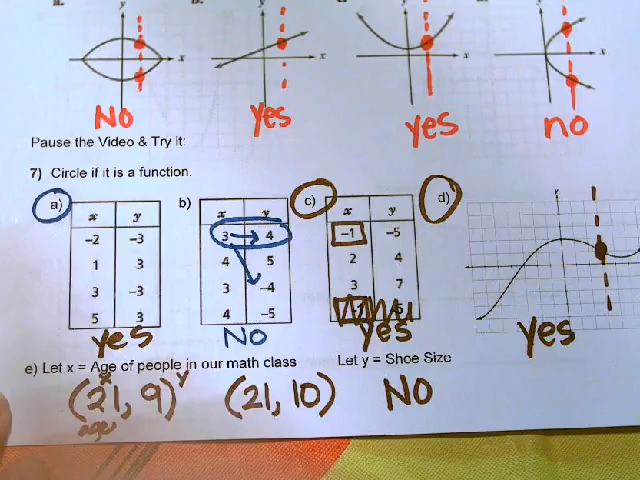 y y y y
x x x
No yes yes no
Pause the Video & Try it:
7) Circle if it is a function.
a) b) c) d)
x y x y x y y
-2 -3 3 4 -1 -5
1 3 4 5 2 4
3 -3 3 -4 3 7
5 3 4 -5
yes No yes yes
e) Let x = Age of people in our math class Let y = Shoe Size
x y
(21, 9) (21, 10) NO
age